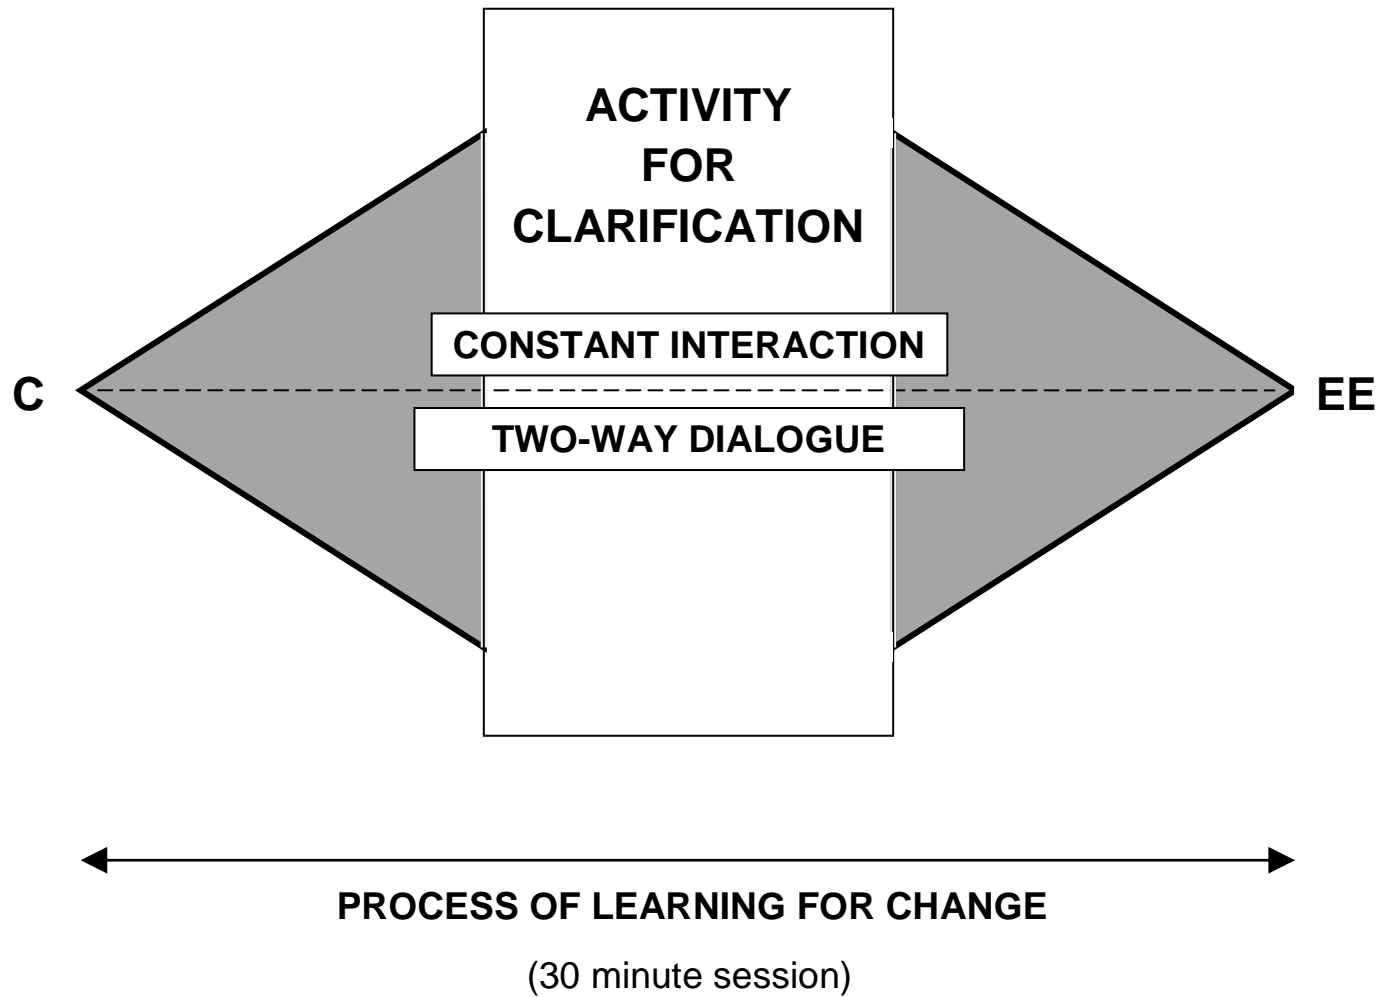 ACTIVITY
FOR
CLARIFICATION
CONSTANT INTERACTION
C
EE
TWO-WAY DIALOGUE
PROCESS OF LEARNING FOR CHANGE
(30 minute session)